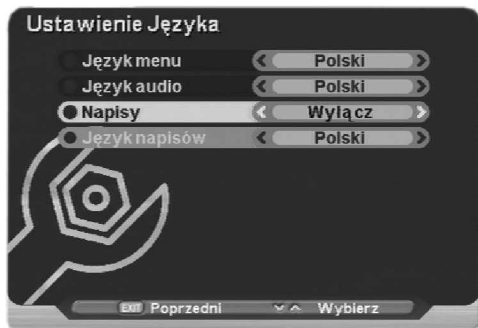 Ustawienie Języka
Język menu Polski
Język audio Polski
Napisy Wyłącz
Język napisów Polski
EXIT Poprzedni Wybierz